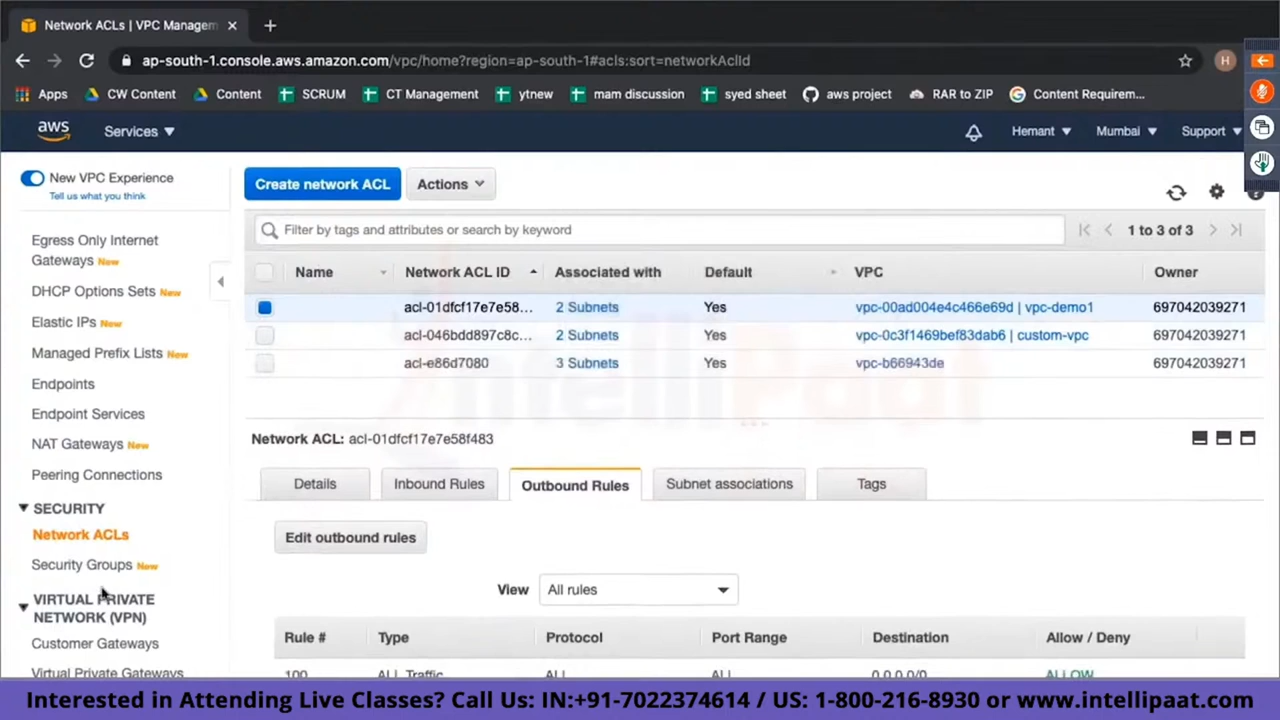 Network ACLs | VPC Managem
ap-south-1.console.aws.amazon.com/vpc/home?region=ap-south-1#acls:sort=networkAclId
H
Apps CW Content Content SCRUM CT Management ytnew mam discussion syed sheet aws project RAR to ZIP Content Requirem...
aws Services Hemant Mumbai Support
New VPC Experience
Tell us what you think
Egress Only Internet
Gateways New
DHCP Option Sets New
Elastic IPs New
Managed Prefix Lists New
Endpoints
Endpoint Services
NAT Gateways New
Peering Connections
SECURITY
Network ACLs
Security Groups New
VIRTUAL PRIVATE
NETWORK (VPN)
Customer Gateways
Virtual Private Gateways
Create network ACL Actions
Filter by tags and attributes or search by keyword 1 to 3 of 3
Name Network ACL ID Associated with Default VPC Owner
acl-01dfcf17e7e58... 2 Subnets Yes vpc-00ad004e4c466e69d | vpc-demo1 697042039271
acl-046bdd897c8c... 2 Subnets Yes vpc-0c3f1469bef83dab6 | custom-vpc 697042039271
acl-e86d7080 3 Subnets Yes vpc-b66943de 697042039271
intelliPaat
Network ACL: acl-01dfcf17e7e58f483
Details Inbound Rules Outbound Rules Subnet associations Tags
Edit outbound rules
View All rules
Rule # Type Protocol Port Range Destination Allow / Deny
100 ALL Traffic ALL ALL 0.0.0.0/0 ALLOW
Interested in Attending Live Classes? Call Us: IN:+91-7022374614 / US: 1-800-216-8930 or www.intellipaat.com